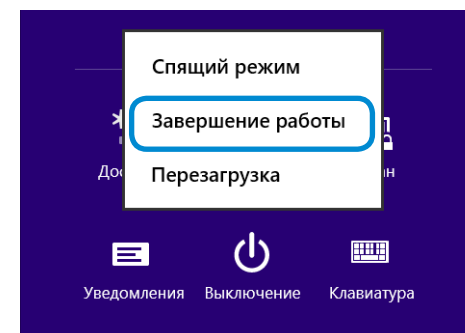 Спящий режим
Завершение работы
Перезагрузка
Уведомления Выключение Клавиатура